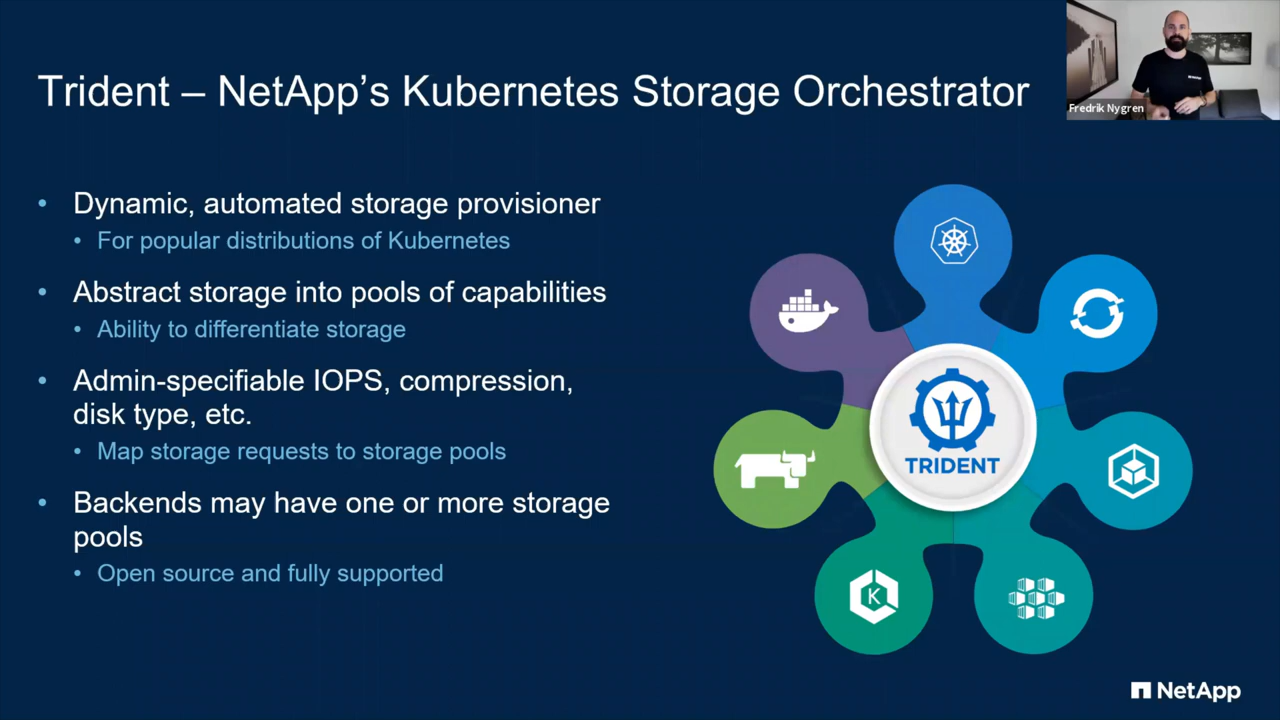 Trident – NetApp’s Kubernetes Storage Orchestrator
Fredrik Nygren
• Dynamic, automated storage provisioner
• For popular distributions of Kubernetes
• Abstract storage into pools of capabilities
• Ability to differentiate storage
• Admin-specifiable IOPS, compression,
disk type, etc.
• Map storage requests to storage pools
• Backends may have one or more storage
pools
• Open source and fully supported
TRIDENT
K
NetApp